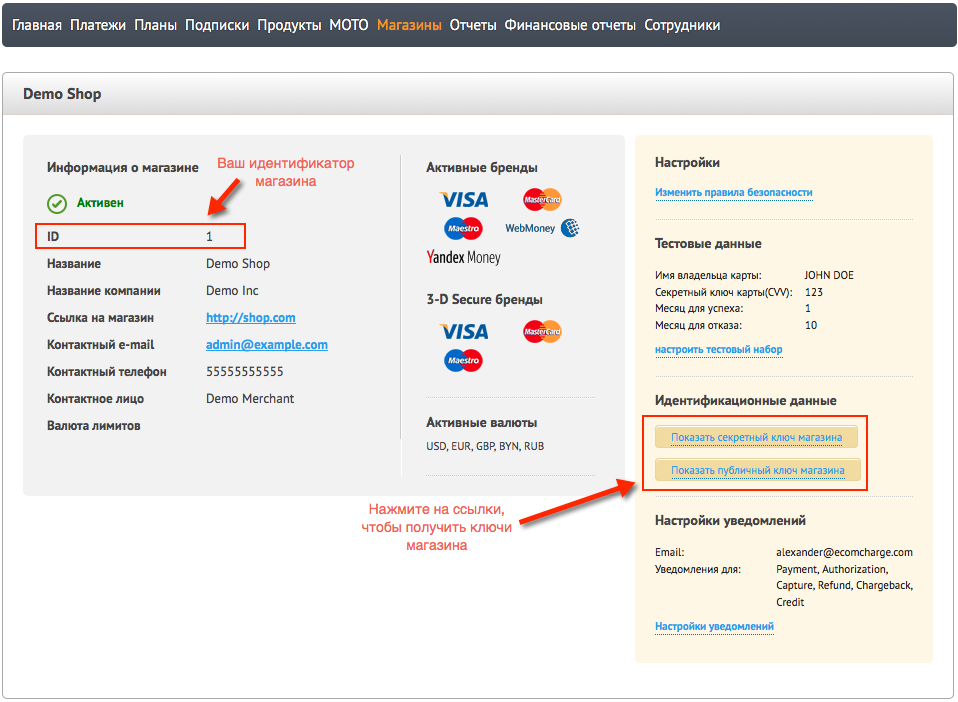 Главная Платежи Планы Подписки Продукты МОТО Магазины Отчеты Финансовые отчеты Сотрудники
Demo Shop
Информация о магазине
Ваш идентификатор
магазина
Активен
ID 1
Название Demo Shop
Название компании Demo Inc
Ссылка на магазин http://shop.com
Контактный e-mail admin@example.com
Контактный телефон 55555555555
Контактное лицо Demo Merchant
Валюта лимитов
Активные бренды
VISA MasterCard
Maestro WebMoney
Yandex Money
3-D Secure бренды
VISA MasterCard
Maestro
Активные валюты
USD, EUR, GBP, BYN, RUB
Нажмите на ссылки,
чтобы получить ключи
магазина
Настройки
Изменить правила безопасности
Тестовые данные
Имя владельца карты: JOHN DOE
Секретный ключ карты(CVV): 123
Месяц для успеха: 1
Месяц для отказа: 10
настроить тестовый набор
Идентификационные данные
Показать секретный ключ магазина
Показать публичный ключ магазина
Настройки уведомлений
Email: alexander@ecomcharge.com
Уведомления для: Payment, Authorization,
Capture, Refund, Chargeback,
Credit
Настройки уведомлений